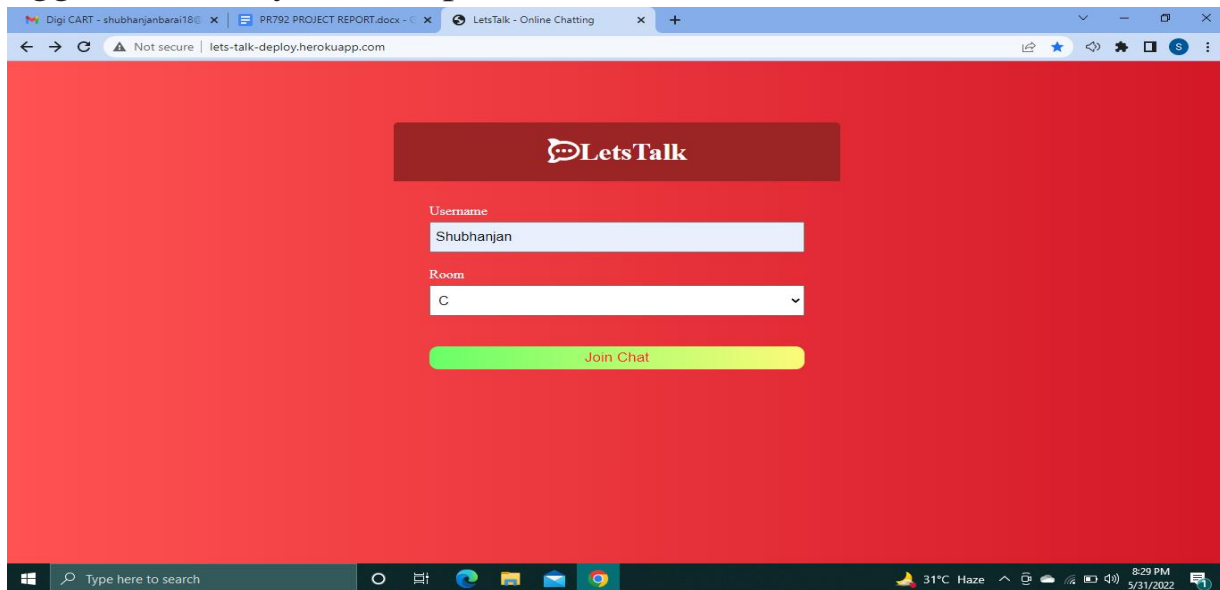 Digi CART - shubhanjanbarai18
PR792 PROJECT REPORT.docx - G
LetsTalk - Online Chatting
Not secure | lets-talk-deploy.herokuapp.com
S
LetsTalk
Username
Shubhanjan
Room
C
Join Chat
Type here to search
31°C Haze
8:29 PM
5/31/2022
1